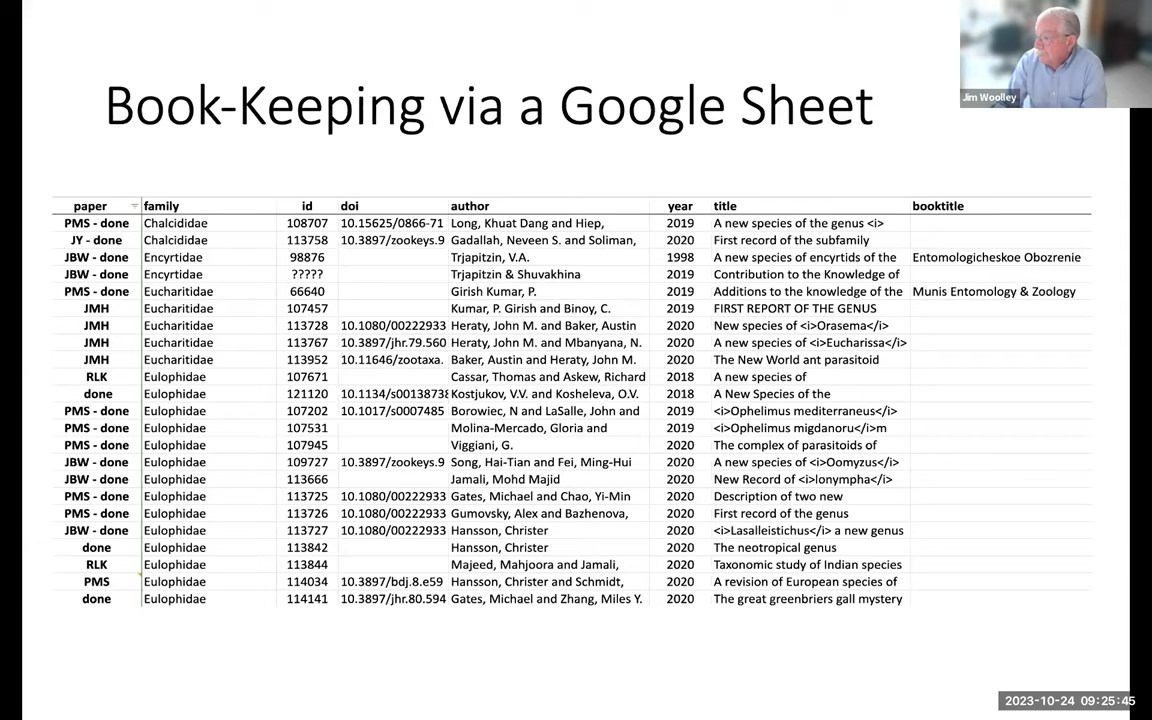 Jim Woolley
Book-Keeping via a Google Sheet
paper family id doi author year title booktitle
PMS - done Chalcididae 108707 10.15625/0866-71 Long, Khuat Dang and Hiep, 2019 A new species of the genus <i>
JY - done Chalcididae 113758 10.3897/zookeys.9 Gadallah, Neveen S. and Soliman, 2020 First record of the subfamily
JBW - done Encyrtidae 98876 Trjapitzin, V.A. 1998 A new species of encyrtids of the Entomologicheskoe Obozrenie
JBW - done Encyrtidae ????? Trjapitzin & Shuvakhina 2019 Contribution to the Knowledge of
PMS - done Eucharitidae 66640 Girish Kumar, P. 2019 Additions to the knowledge of the Munis Entomology & Zoology
JMH Eucharitidae 107457 Kumar, P. Girish and Binoy, C. 2019 FIRST REPORT OF THE GENUS
JMH Eucharitidae 113728 10.1080/00222933 Heraty, John M. and Baker, Austin 2020 New species of <i>Orasema</i>
JMH Eucharitidae 113767 10.3897/jhr.79.560 Heraty, John M. and Mbanyana, N. 2020 A new species of <i>Eucharissa</i>
JMH Eucharitidae 113952 10.11646/zootaxa. Baker, Austin and Heraty, John M. 2020 The New World ant parasitoid
RLK Eulophidae 107671 Cassar, Thomas and Askew, Richard 2018 A new species of
done Eulophidae 121120 10.1134/s0013873 Kostjukov, V.V. and Kosheleva, O.V. 2018 A New Species of the
PMS - done Eulophidae 107202 10.1017/s0007485 Borowiec, N and LaSalle, John and 2019 <i>Ophelimus mediterraneus</i>
PMS - done Eulophidae 107531 Molina-Mercado, Gloria and 2019 <i>Ophelimus migdanoru</i>m
PMS - done Eulophidae 107945 Viggiani, G. 2020 The complex of parasitoids of
JBW - done Eulophidae 109727 10.3897/zookeys.9 Song, Hai-Tian and Fei, Ming-Hui 2020 A new species of <i>Oomyzus</i>
JBW - done Eulophidae 113666 Jamali, Mohd Majid 2020 New Record of <i>Ionympha</i>
PMS - done Eulophidae 113725 10.1080/00222933 Gates, Michael and Chao, Yi-Min 2020 Description of two new
PMS - done Eulophidae 113726 10.1080/00222933 Gumovsky, Alex and Bazhenova, 2020 First record of the genus
JBW - done Eulophidae 113727 10.1080/00222933 Hansson, Christer 2020 <i>Lasalleistichus</i> a new genus
done Eulophidae 113842 Hansson, Christer 2020 The neotropical genus
RLK Eulophidae 113844 Majeed, Mahjoora and Jamali, 2020 Taxonomic study of Indian species
PMS Eulophidae 114034 10.3897/bdj.8.e59 Hansson, Christer and Schmidt, 2020 A revision of European species of
done Eulophidae 114141 10.3897/jhr.80.594 Gates, Michael and Zhang, Miles Y. 2020 The great greenbriers gall mystery
2023-10-24 09:25:45